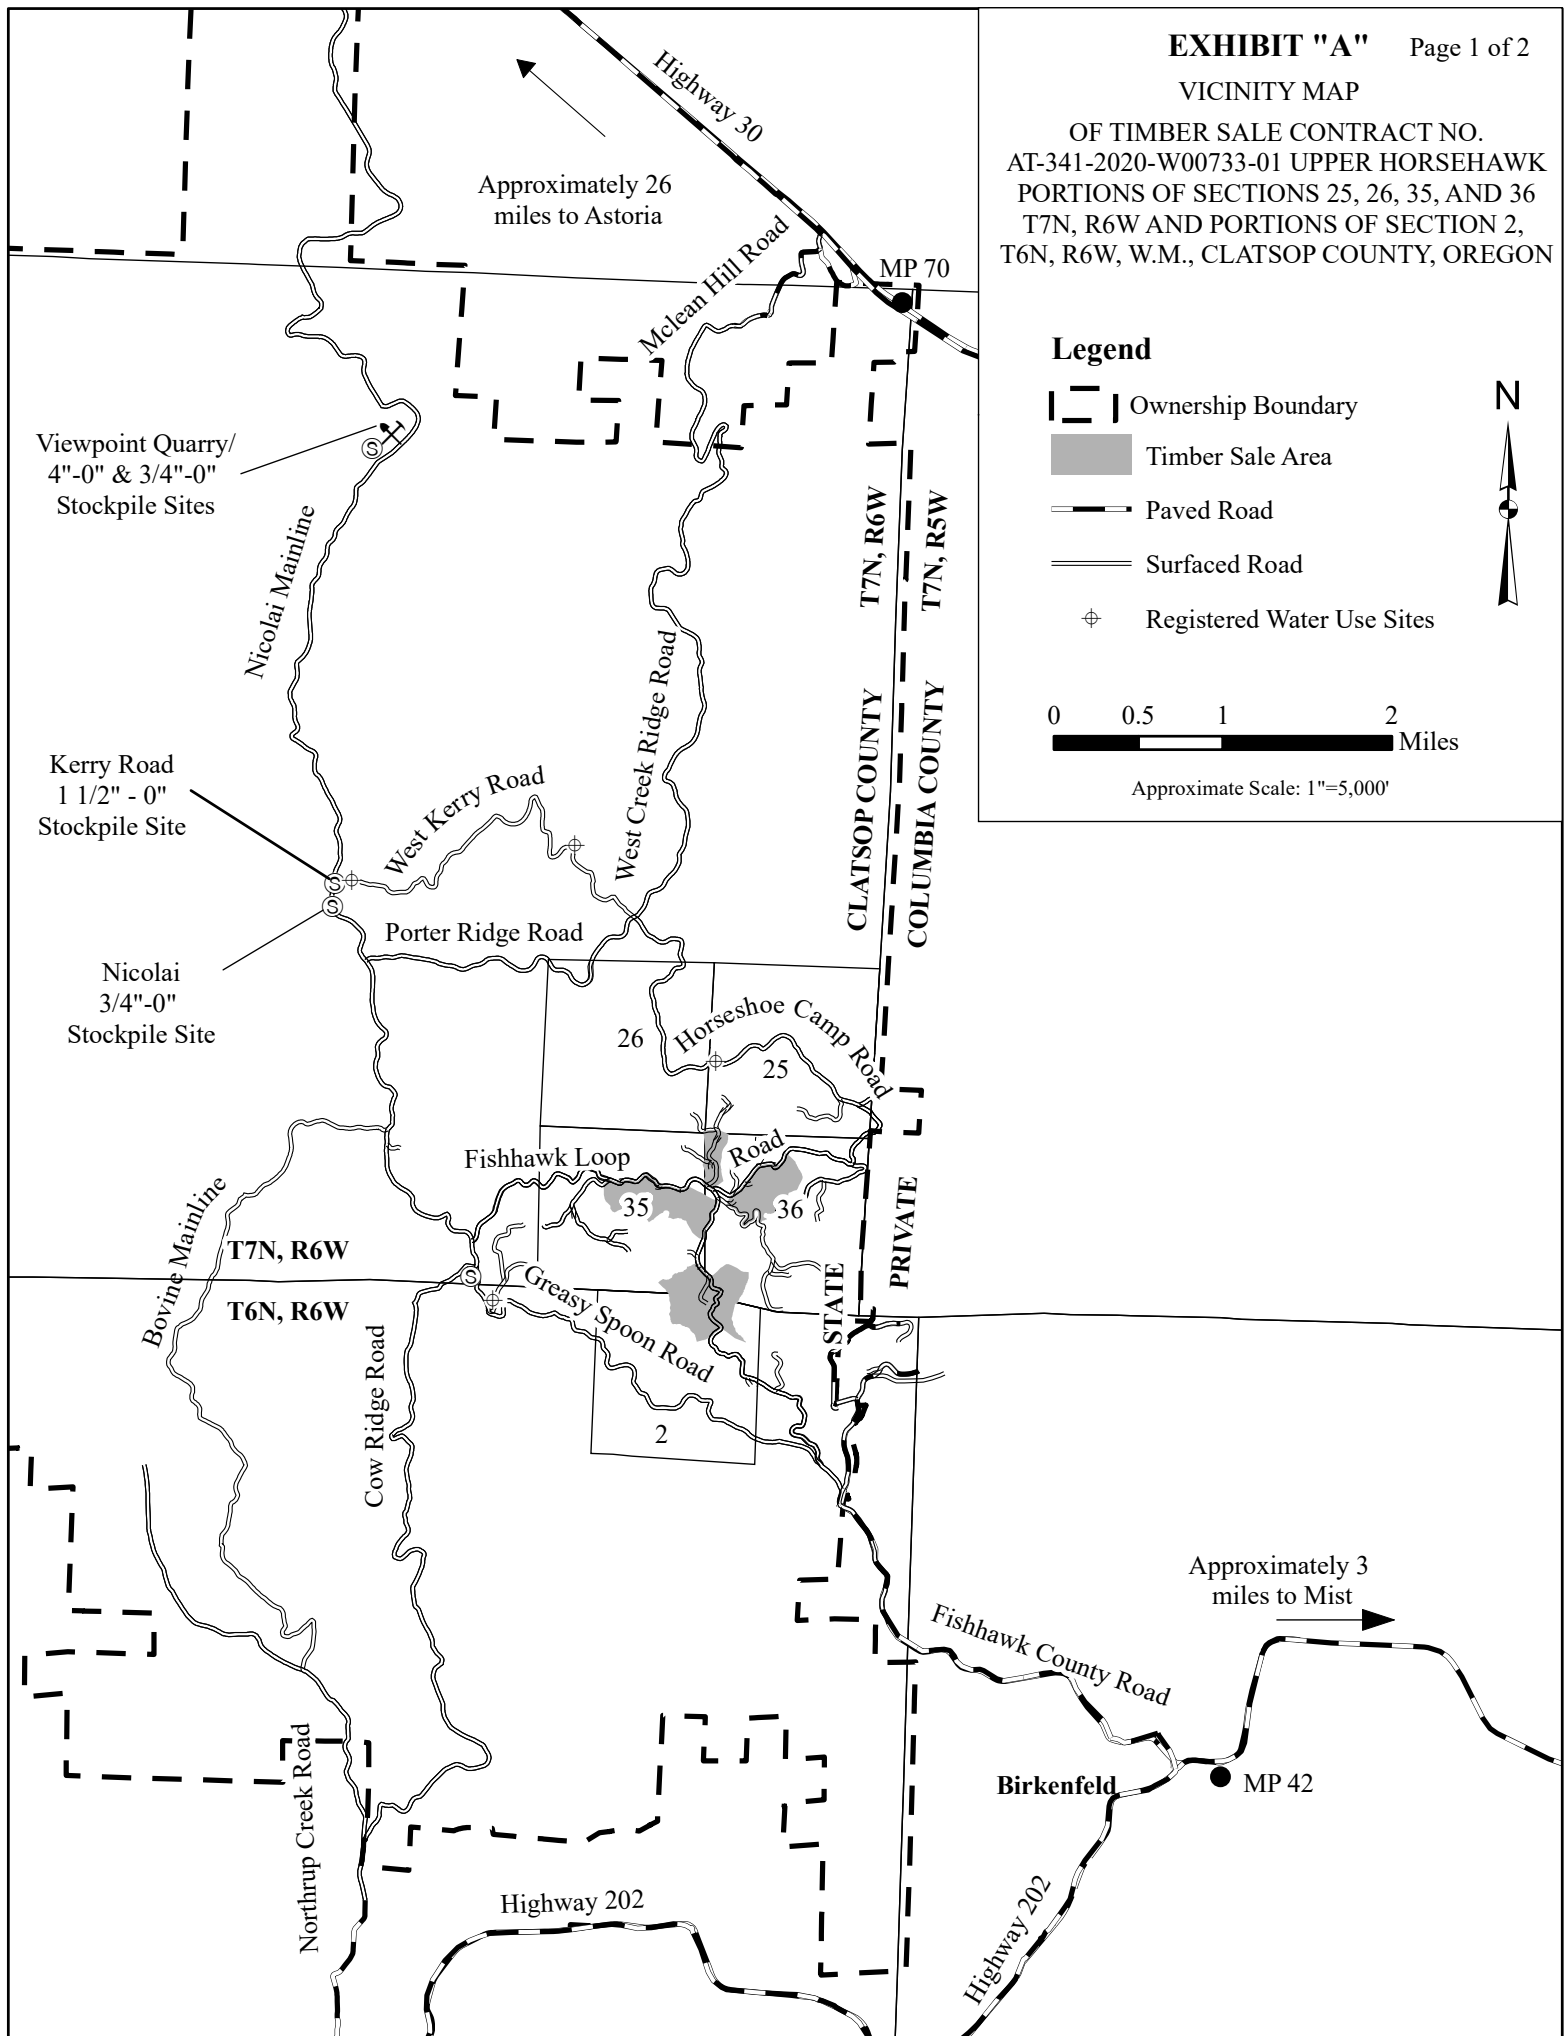 EXHIBIT "A" Page 1 of 2
VICINITY MAP
OF TIMBER SALE CONTRACT NO.
AT-341-2020-W00733-01 UPPER HORSEHAWK
PORTIONS OF SECTIONS 25, 26, 35, AND 36
T7N, R6W AND PORTIONS OF SECTION 2,
T6N, R6W, W.M., CLATSOP COUNTY, OREGON
Legend
Ownership Boundary
Timber Sale Area
Paved Road
Surfaced Road
Registered Water Use Sites
N
0 0.5 1 2
Miles
Approximate Scale: 1"=5,000'
Highway 30
Approximately 26
miles to Astoria
Mclean Hill Road
MP 70
Viewpoint Quarry/
4"-0" & 3/4"-0"
Stockpile Sites
S
Nicolai Mainline
T7N, R6W
T7N, R5W
West Creek Ridge Road
CLATSOP COUNTY
COLUMBIA COUNTY
Kerry Road
1 1/2" - 0"
Stockpile Site
West Kerry Road
S
S
Porter Ridge Road
Nicolai
3/4"-0"
Stockpile Site
26
Horseshoe Camp Road
25
Fishhawk Loop
Road
35
36
PRIVATE
STATE
Bovine Mainline
T7N, R6W
S
T6N, R6W
Greasy Spoon Road
Cow Ridge Road
2
Approximately 3
miles to Mist
Fishhawk County Road
Northrup Creek Road
Birkenfeld
MP 42
Highway 202
Highway 202